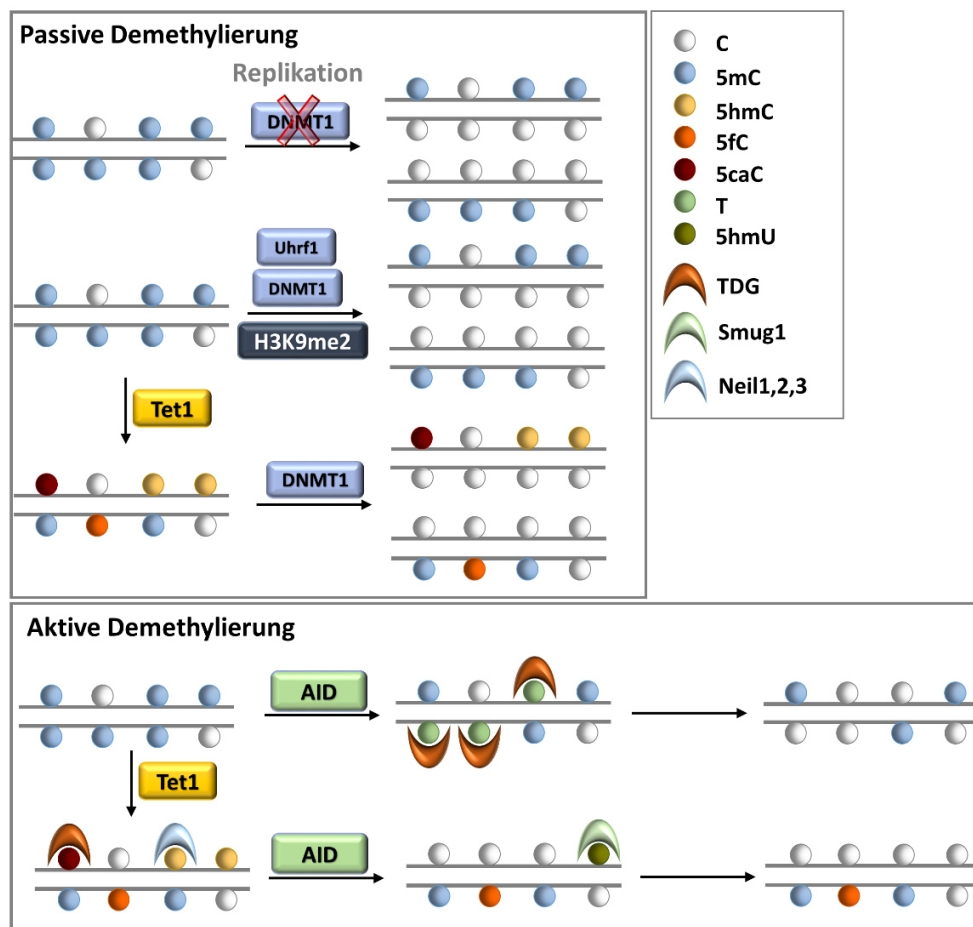 Passive Demethylierung
Replikation
DNMT1
Uhrf1
DNMT1
H3K9me2
Tet1
DNMT1
C
5mC
5hmC
5fC
5caC
T
5hmU
TDG
Smug1
Neil1,2,3
Aktive Demethylierung
AID
Tet1
AID